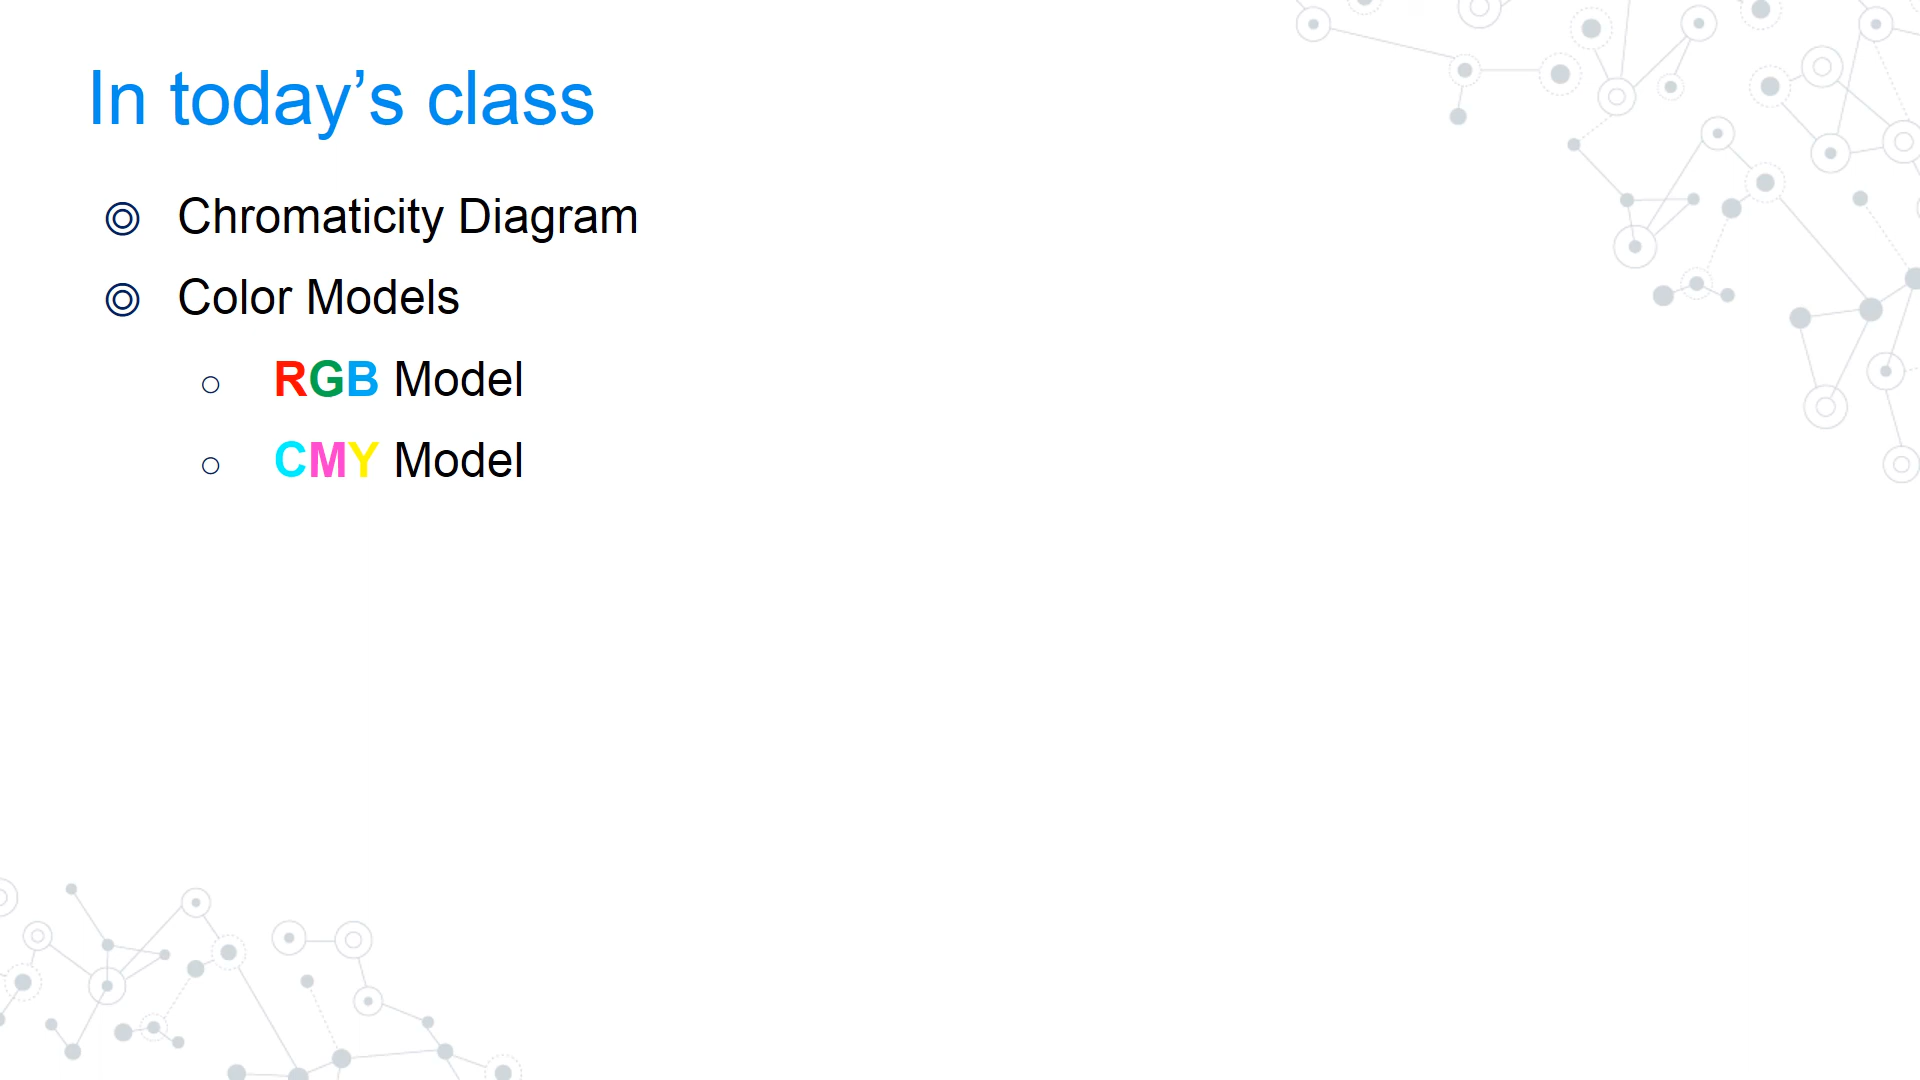 In today’s class
◎ Chromaticity Diagram
◎ Color Models
○ RGB Model
○ CMY Model